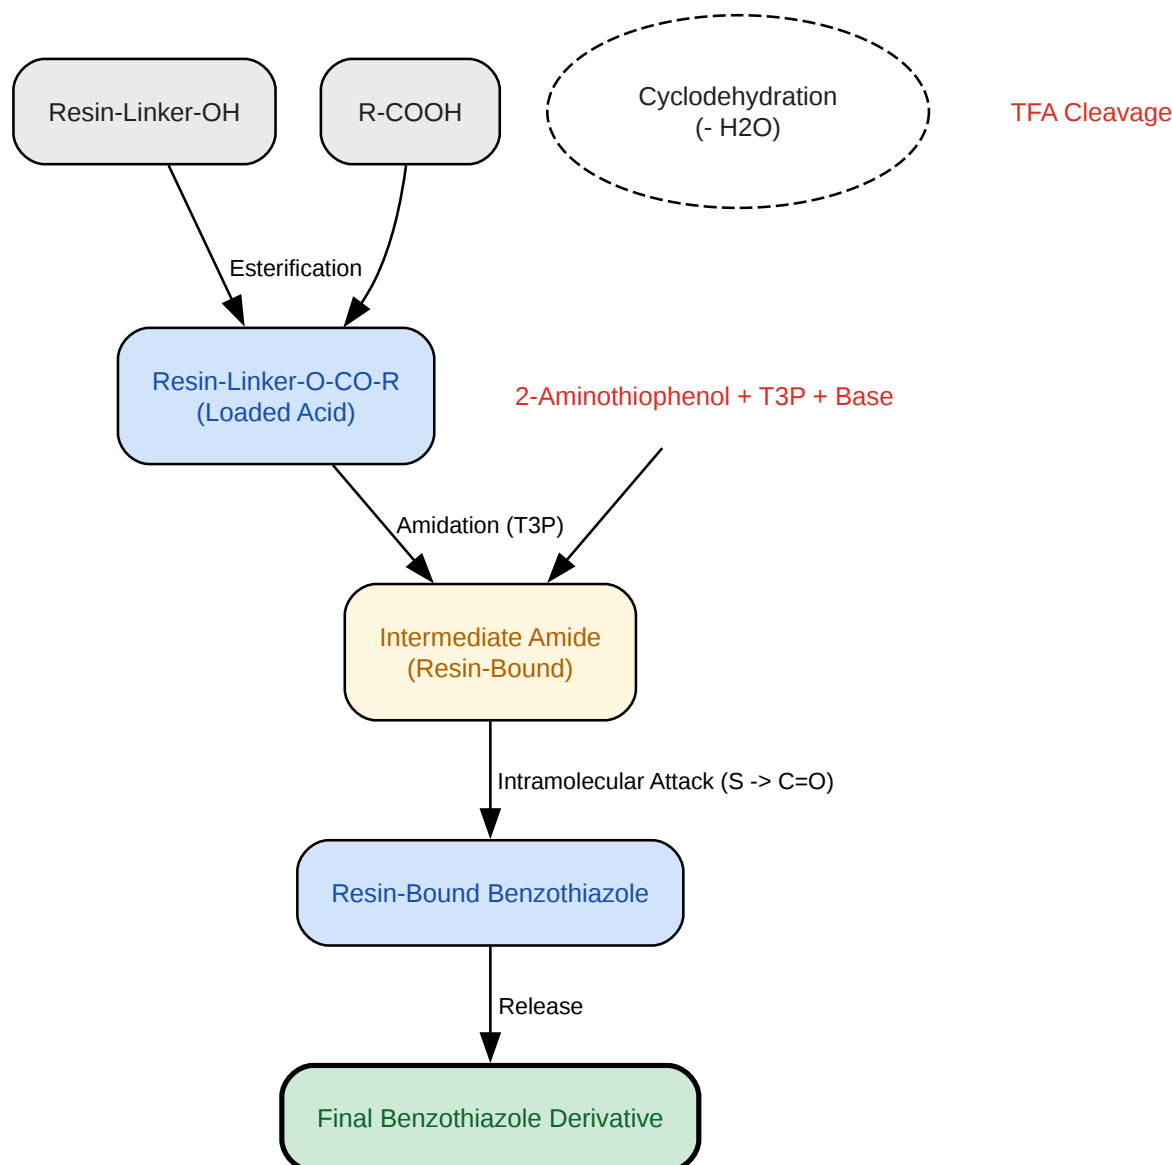 Resin-Linker-OH
R-COOH
Cyclodehydration
(- H2O)
TFA Cleavage
Esterification
Resin-Linker-O-CO-R
(Loaded Acid)
2-Aminothiophenol + T3P + Base
Amidation (T3P)
Intermediate Amide
(Resin-Bound)
Intramolecular Attack (S -> C=O)
Resin-Bound Benzothiazole
Release
Final Benzothiazole Derivative